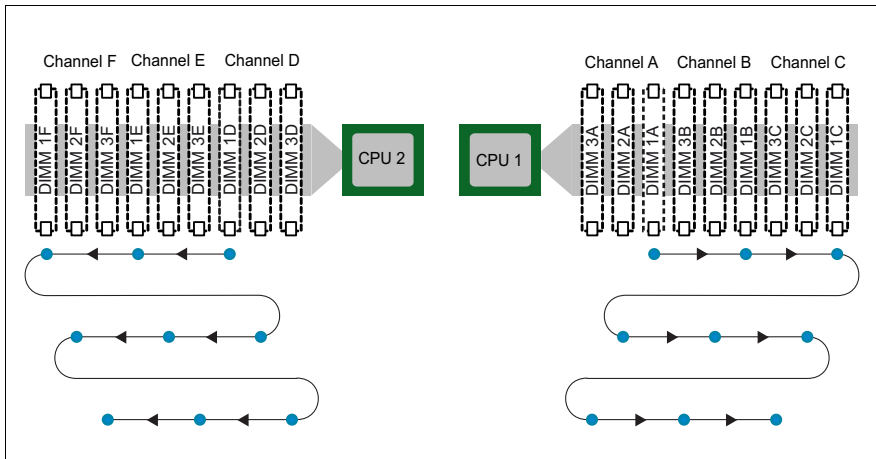 Channel F Channel E Channel D
Channel A Channel B Channel C
DIMM 1F
DIMM 2F
DIMM 3F
DIMM 1E
DIMM 2E
DIMM 3E
DIMM 1D
DIMM 2D
DIMM 3D
CPU 2
CPU 1
DIMM 3A
DIMM 2A
DIMM 1A
DIMM 3B
DIMM 2B
DIMM 1B
DIMM 3C
DIMM 2C
DIMM 1C